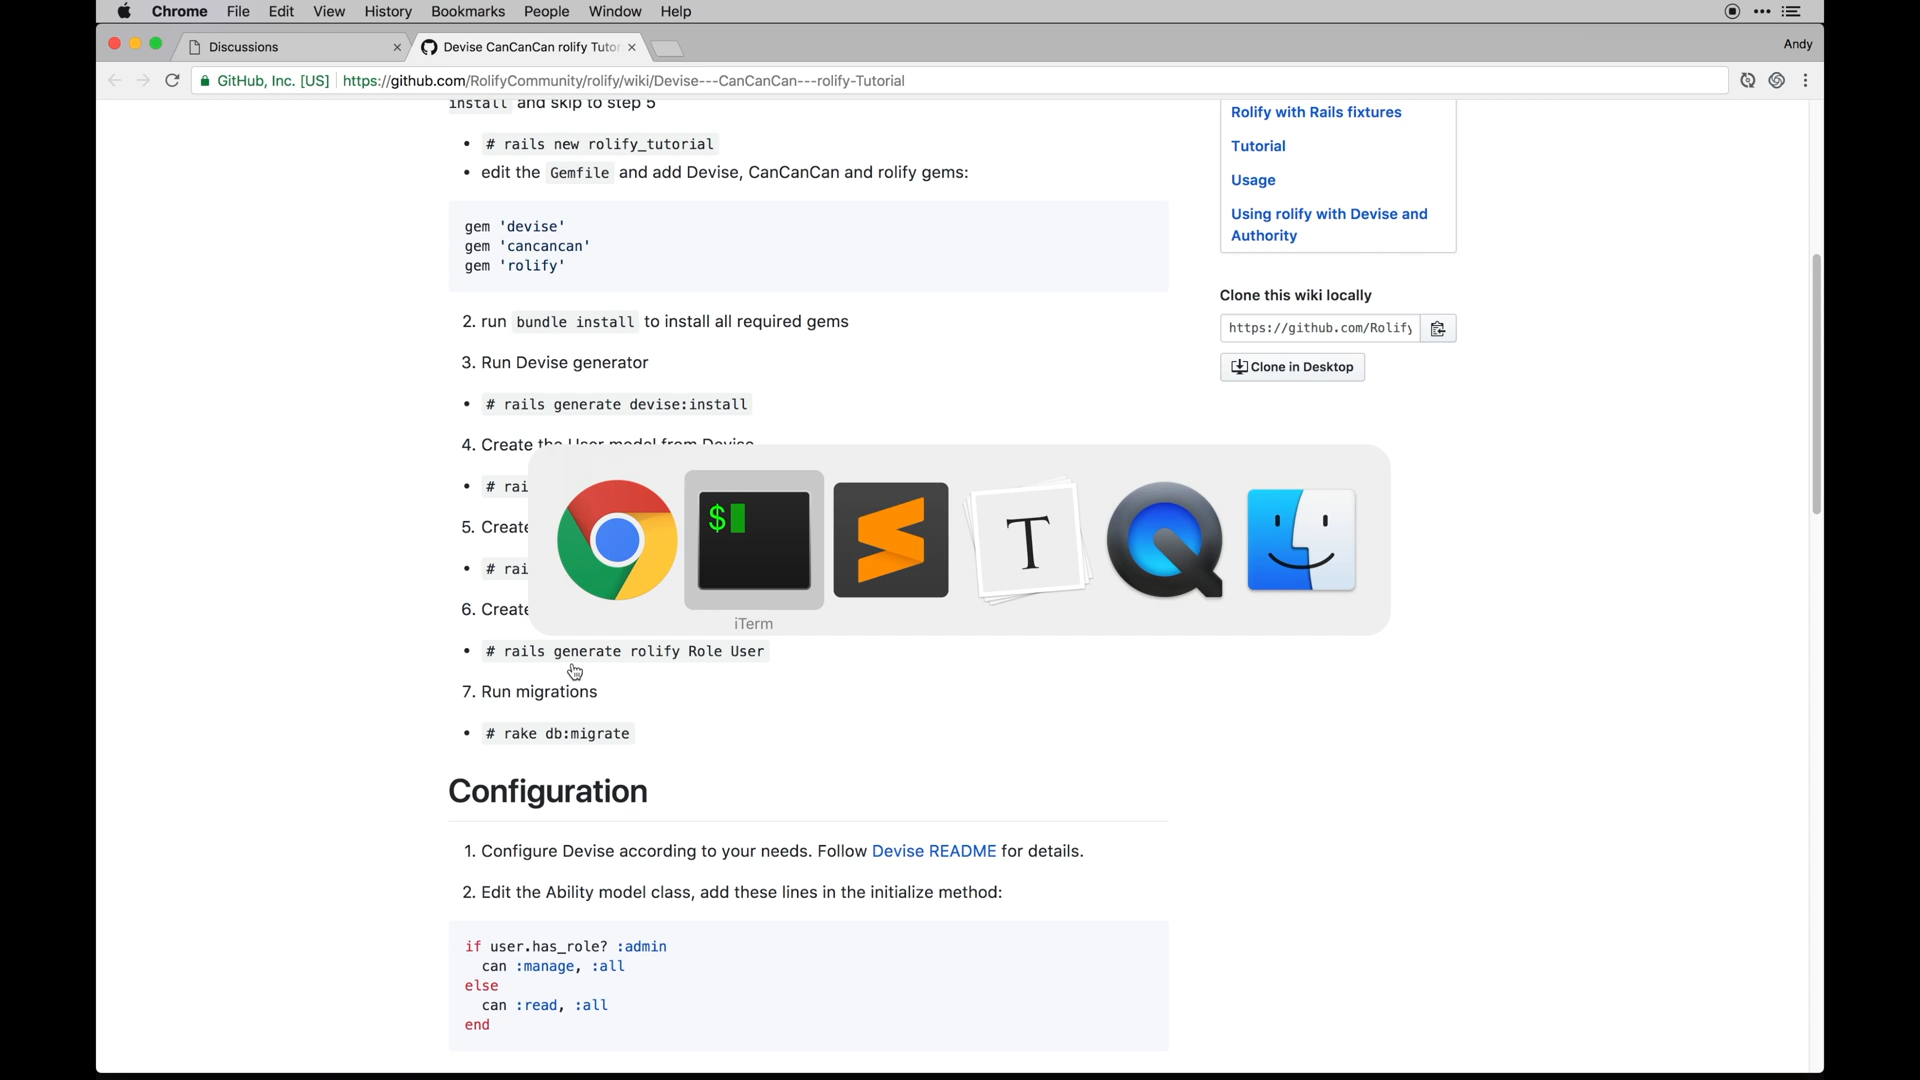 Chrome File Edit View History Bookmarks People Window Help
Discussions
Devise CanCanCan rolify Tutor
Andy
GitHub, Inc. [US] https://github.com/RolifyCommunity/rolify/wiki/Devise---CanCanCan---rolify-Tutorial
install and skip to step 5
# rails new rolify_tutorial
edit the Gemfile and add Devise, CanCanCan and rolify gems:
gem 'devise'
gem 'cancancan'
gem 'rolify'
2. run bundle install to install all required gems
3. Run Devise generator
# rails generate devise:install
4. Create the User model from Devise
# rai
5. Create
# rai
6. Create
# rails generate rolify Role User
7. Run migrations
# rake db:migrate
Configuration
1. Configure Devise according to your needs. Follow Devise README for details.
2. Edit the Ability model class, add these lines in the initialize method:
if user.has_role? :admin
can :manage, :all
else
can :read, :all
end
Rolify with Rails fixtures
Tutorial
Usage
Using rolify with Devise and
Authority
Clone this wiki locally
https://github.com/Rolify
Clone in Desktop
$
T
iTerm